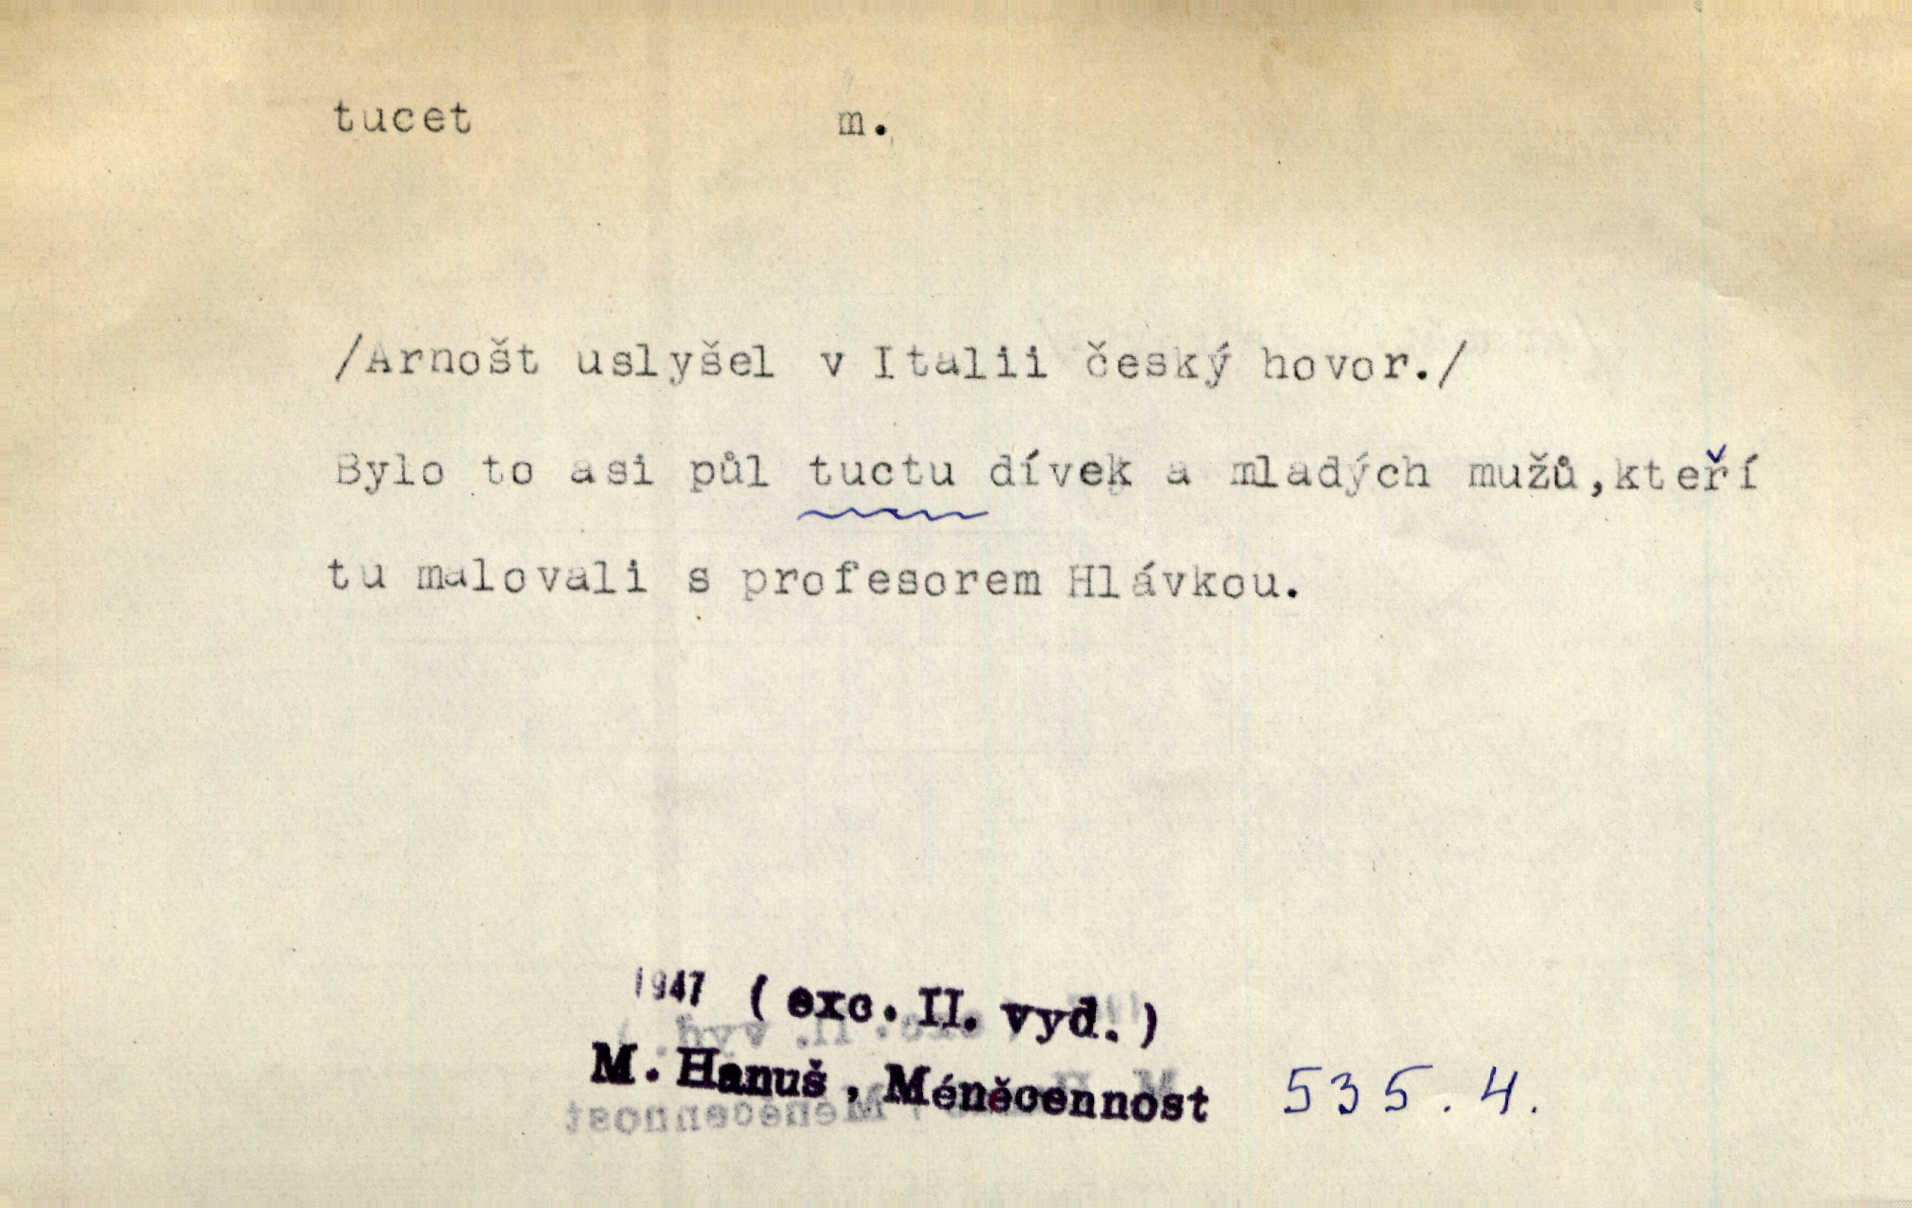 tucet m.
/Arnošt uslyšel v Italii český hovor./
Bylo to asi půl tuctu dívek a mladých mužů,kteří
tu malovali s profesorem Hlávkou.
1947 (exc. II. vyd.)
M. Hanuš, Méněcennost 535.4.